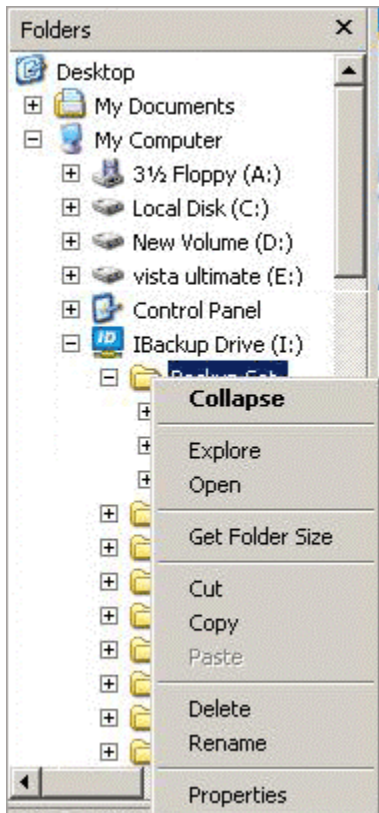 Folders
Desktop
My Documents
My Computer
3½ Floppy (A:)
Local Disk (C:)
New Volume (D:)
vista ultimate (E:)
Control Panel
ID
IBackup Drive (I:)
Collapse
Explore
Open
Get Folder Size
Cut
Copy
Paste
Delete
Rename
Properties